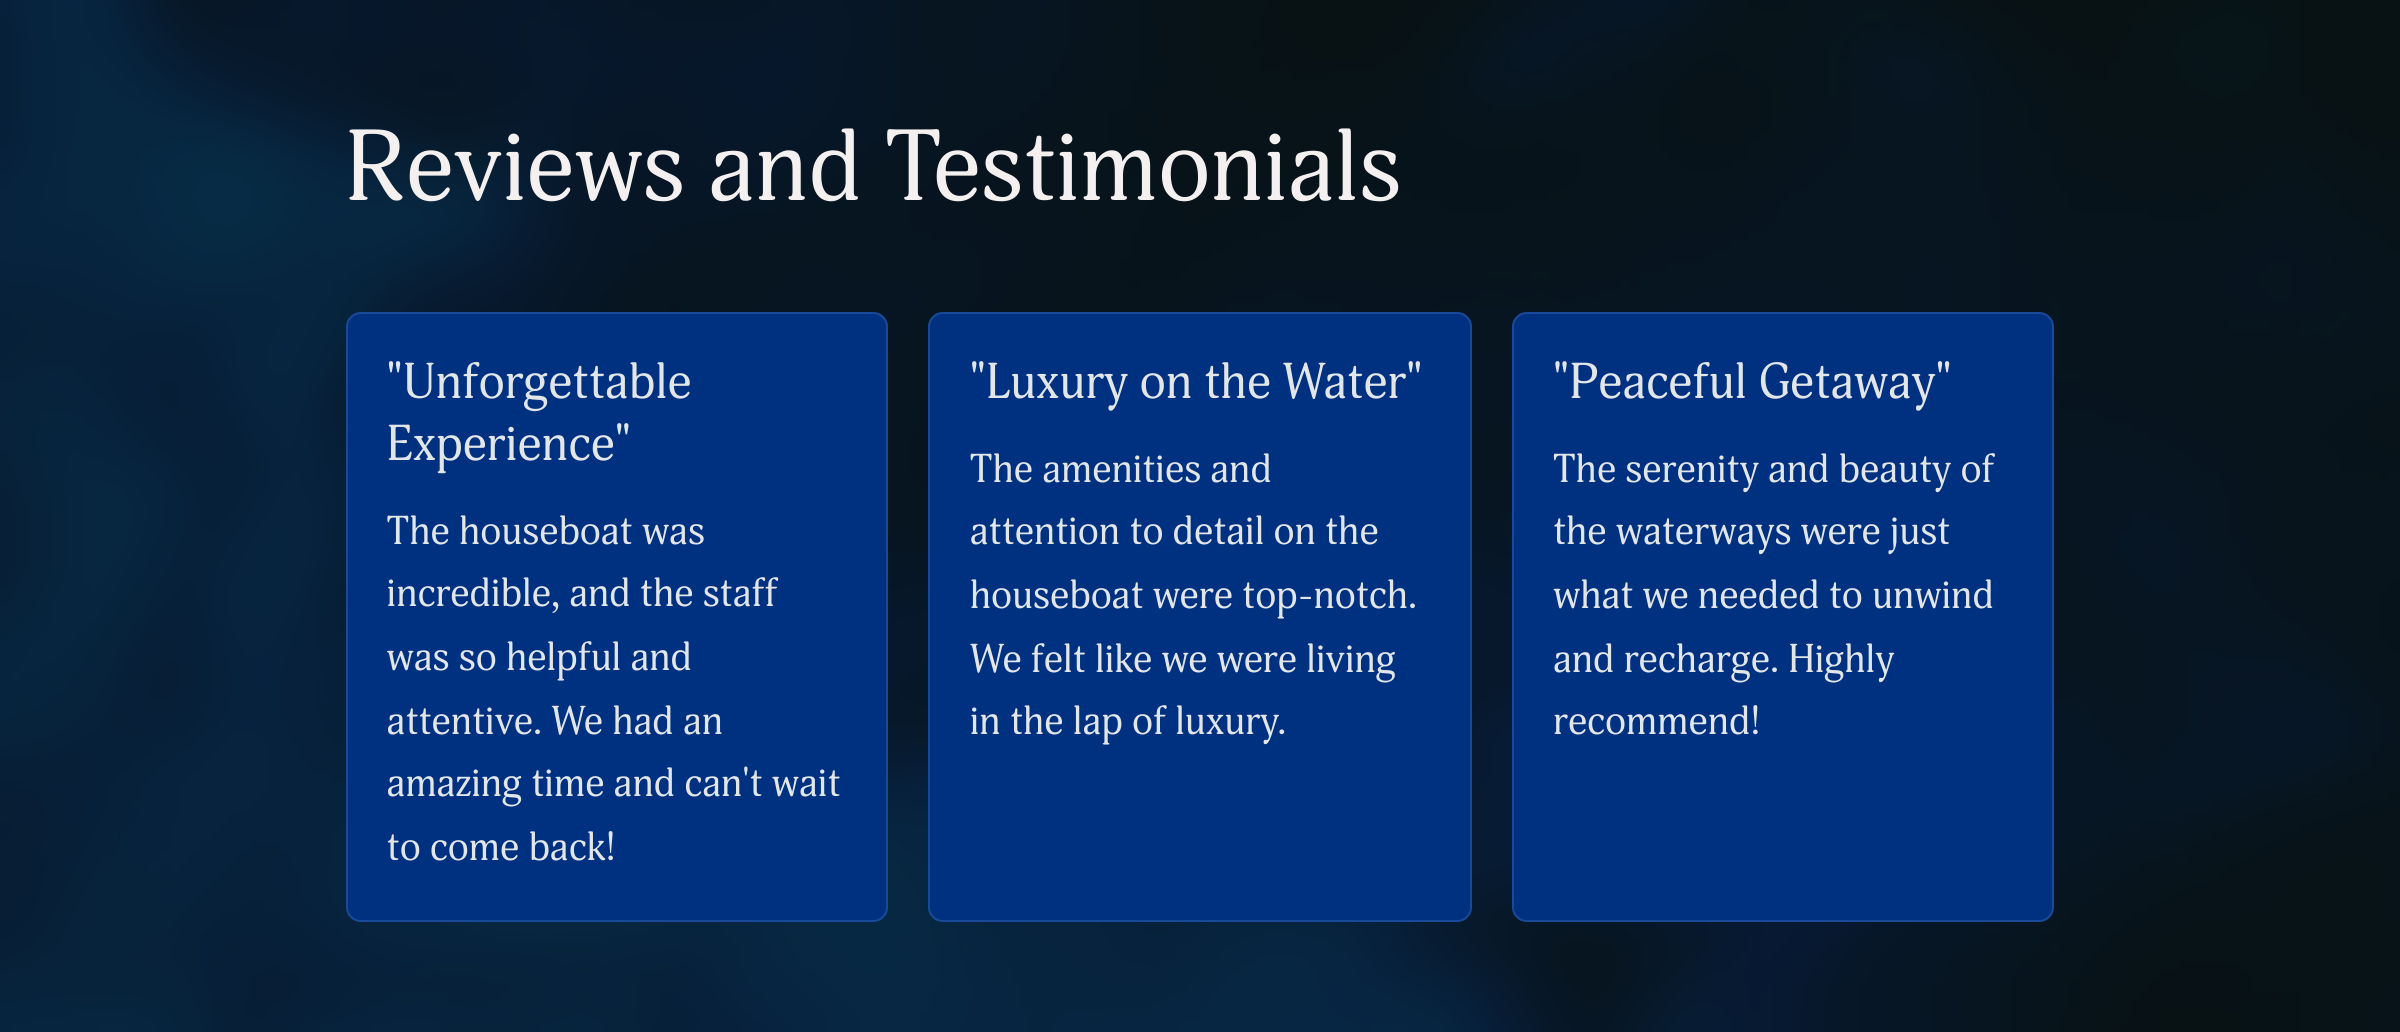 Reviews and Testimonials
"Unforgettable
Experience"
The houseboat was
incredible, and the staff
was so helpful and
attentive. We had an
amazing time and can't wait
to come back!
"Luxury on the Water"
The amenities and
attention to detail on the
houseboat were top-notch.
We felt like we were living
in the lap of luxury.
"Peaceful Getaway"
The serenity and beauty of
the waterways were just
what we needed to unwind
and recharge. Highly
recommend!